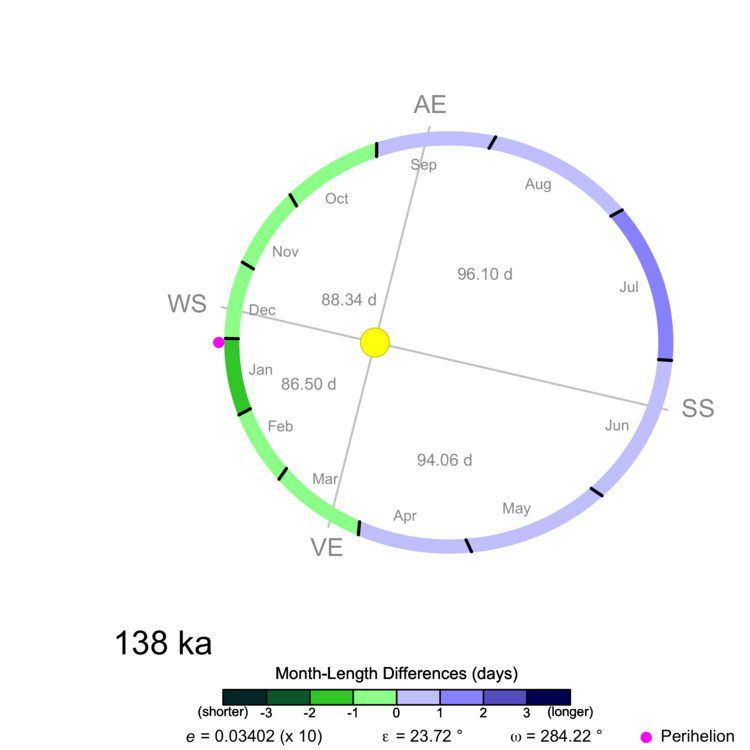 AE
Sep
Aug
Oct
Nov
96.10 d
Jul
88.34 d
WS
Dec
Jan
86.50 d
SS
Feb
Jun
94.06 d
Mar
Apr
May
VE
138 ka
Month-Length Differences (days)
(shorter) -3 -2 -1 0 1 2 3 (longer)
e = 0.03402 (x 10) ε = 23.72 ° ω = 284.22 ° Perihelion